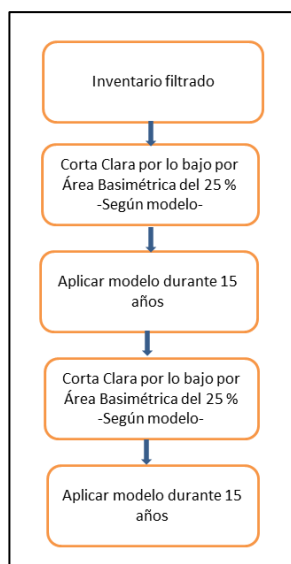 Inventario filtrado
Corta Clara por lo bajo por
Área Basimétrica del 25 %
-Según modelo-
Aplicar modelo durante 15
años
Corta Clara por lo bajo por
Área Basimétrica del 25 %
-Según modelo-
Aplicar modelo durante 15
años